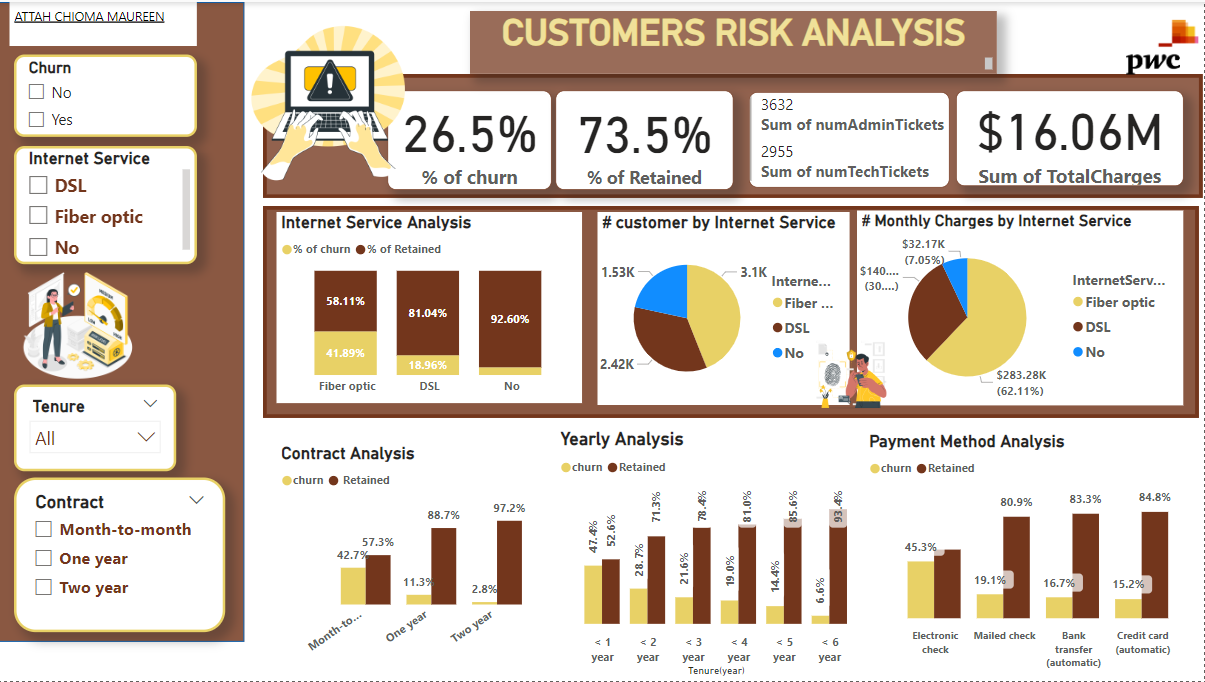 ATTAH CHIOMA MAUREEN
CUSTOMERS RISK ANALYSIS
pwc
Churn
No
Yes
Internet Service
DSL
Fiber optic
No
Tenure
All
Contract
Month-to-month
One year
Two year
26.5%
% of churn
73.5%
% of Retained
3632
Sum of numAdminTickets
2955
Sum of numTechTickets
$16.06M
Sum of TotalCharges
Internet Service Analysis
% of churn % of Retained
58.11%
41.89%
81.04%
18.96%
92.60%
Fiber optic DSL No
# customer by Internet Service
1.53K
3.1K
2.42K
Interne...
Fiber ...
DSL
No
# Monthly Charges by Internet Service
$32.17K
(7.05%)
$140....
(30....)
$283.28K
(62.11%)
InternetServ...
Fiber optic
DSL
No
Contract Analysis
churn Retained
42.7% 57.3%
11.3% 88.7%
2.8% 97.2%
Month-to... One year Two year
Yearly Analysis
churn Retained
47.4% 52.6%
28.7% 71.3%
21.6% 78.4%
19.0% 81.0%
14.4% 85.6%
6.6% 93.4%
< 1 < 2 < 3 < 4 < 5 < 6
year year year year year year
Tenure(year)
Payment Method Analysis
churn Retained
45.3%
19.1% 80.9%
16.7% 83.3%
15.2% 84.8%
Electronic check
Mailed check
Bank transfer (automatic)
Credit card (automatic)